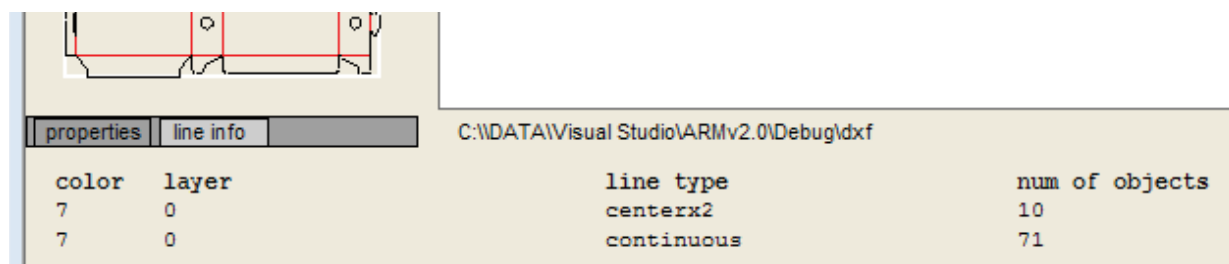 properties line info C:\\DATA\Visual Studio\ARMv2.0\Debug\dxf
color layer line type num of objects
7 0 centerx2 10
7 0 continuous 71